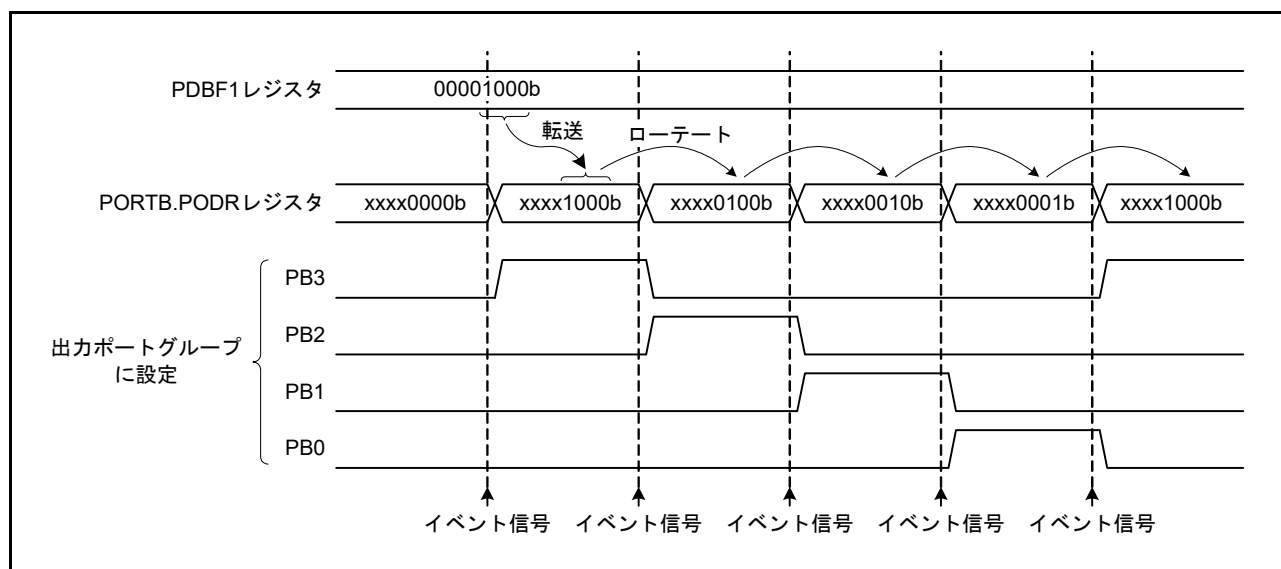 PDBF1レジスタ
00001000b
転送
ローテート
PORTB.PODRレジスタ
xxxx0000b
xxxx1000b
xxxx0100b
xxxx0010b
xxxx0001b
xxxx1000b
出力ポートグループ
に設定
PB3
PB2
PB1
PB0
イベント信号
イベント信号
イベント信号
イベント信号
イベント信号